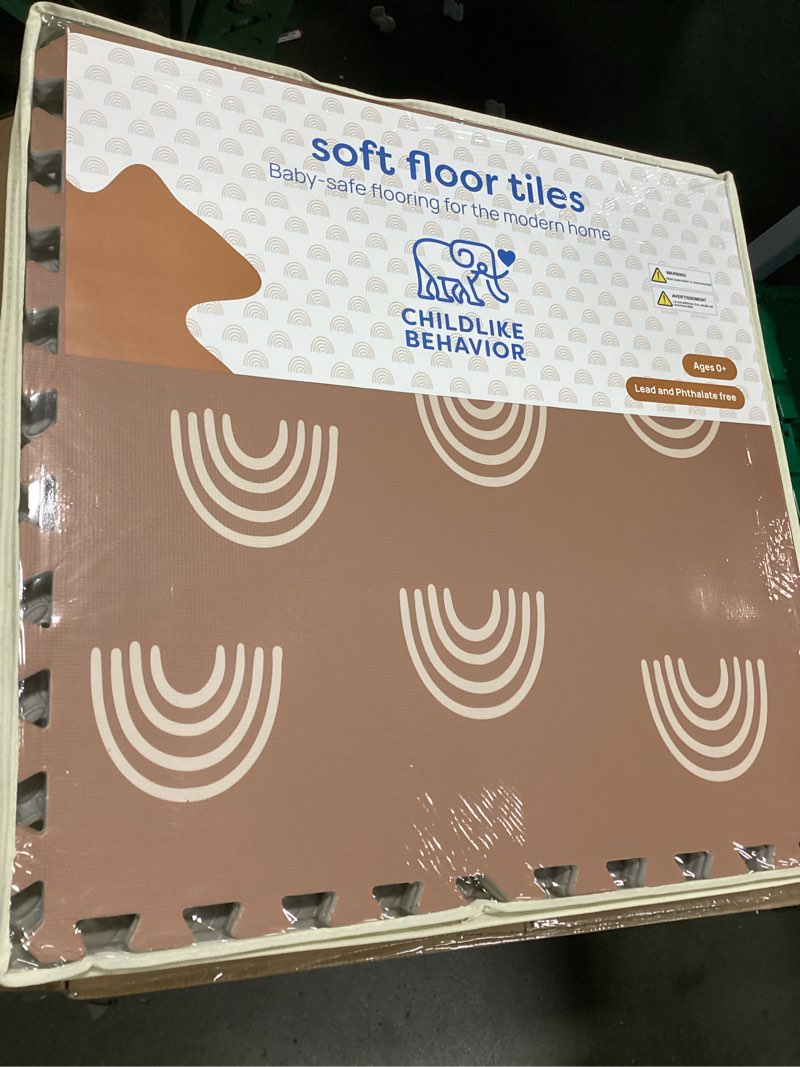 soft floor tiles
Baby-safe flooring for the modern home
CHILDLIKE
BEHAVIOR
WARNING
AVERTISSEMENT
Ages 0+
Lead and Phthalate free